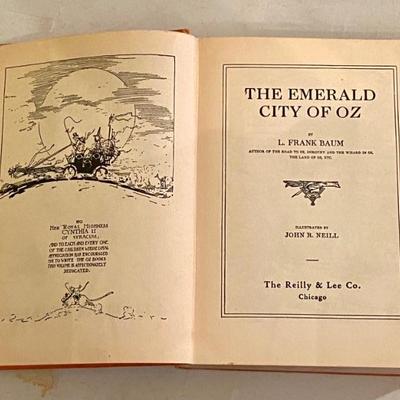 TO
HER ROYAL HIGHNESS
CYNTHIA II
OF SYRACUSE;
AND TO EACH AND EVERY ONE
OF THE CHILDREN WHOSE LOYAL
APPRECIATION HAS ENCOURAGED
ME TO WRITE THE OZ BOOKS
THIS VOLUME IS AFFECTIONATELY
DEDICATED.
THE EMERALD
CITY OF OZ
BY
L. FRANK BAUM
AUTHOR OF THE ROAD TO OZ, DOROTHY AND THE WIZARD IN OZ,
THE LAND OF OZ, ETC.
ILLUSTRATED BY
JOHN R. NEILL
The Reilly & Lee Co.
Chicago